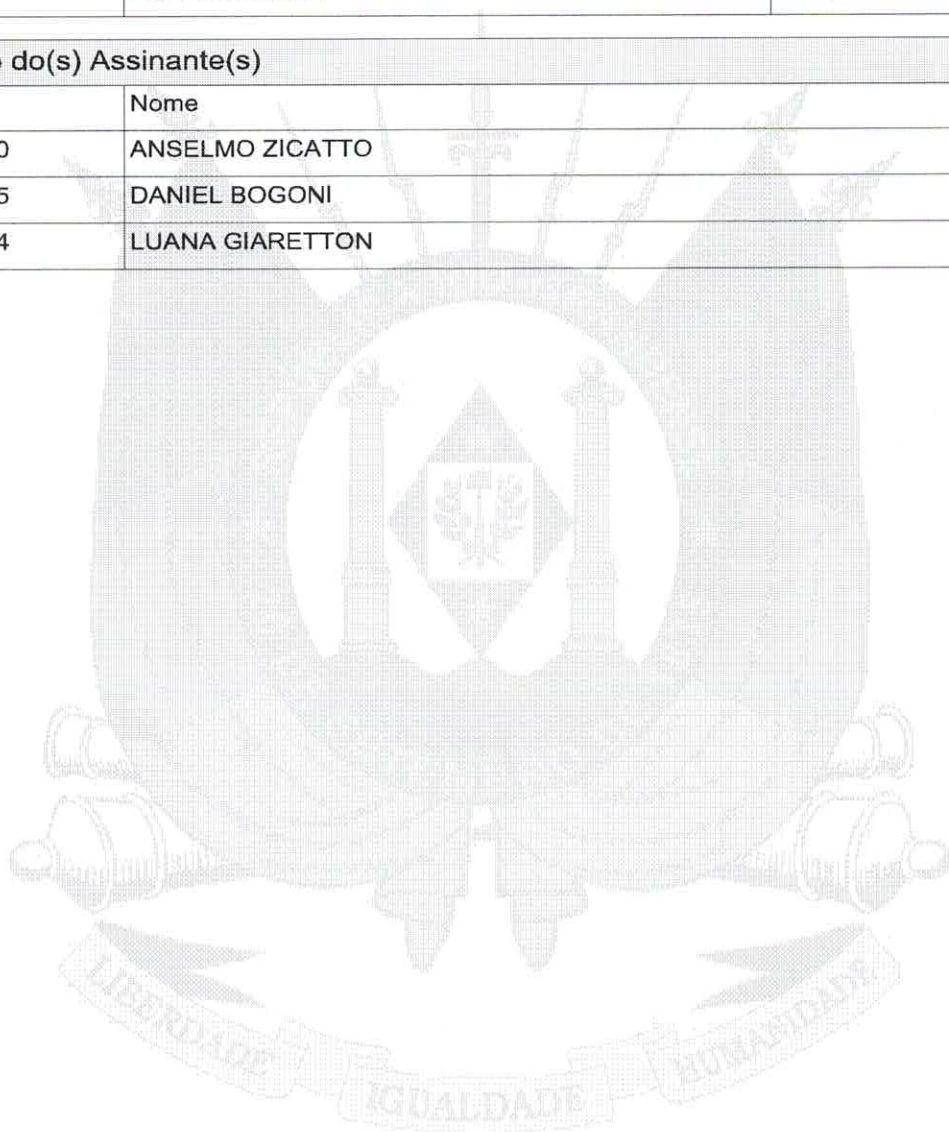 do(s) Assinante(s)
Nome
0 ANSELMO ZICATTO
5 DANIEL BOGONI
4 LUANA GIARETTON
LIBERDADE IGUALDADE HUMANIDADE